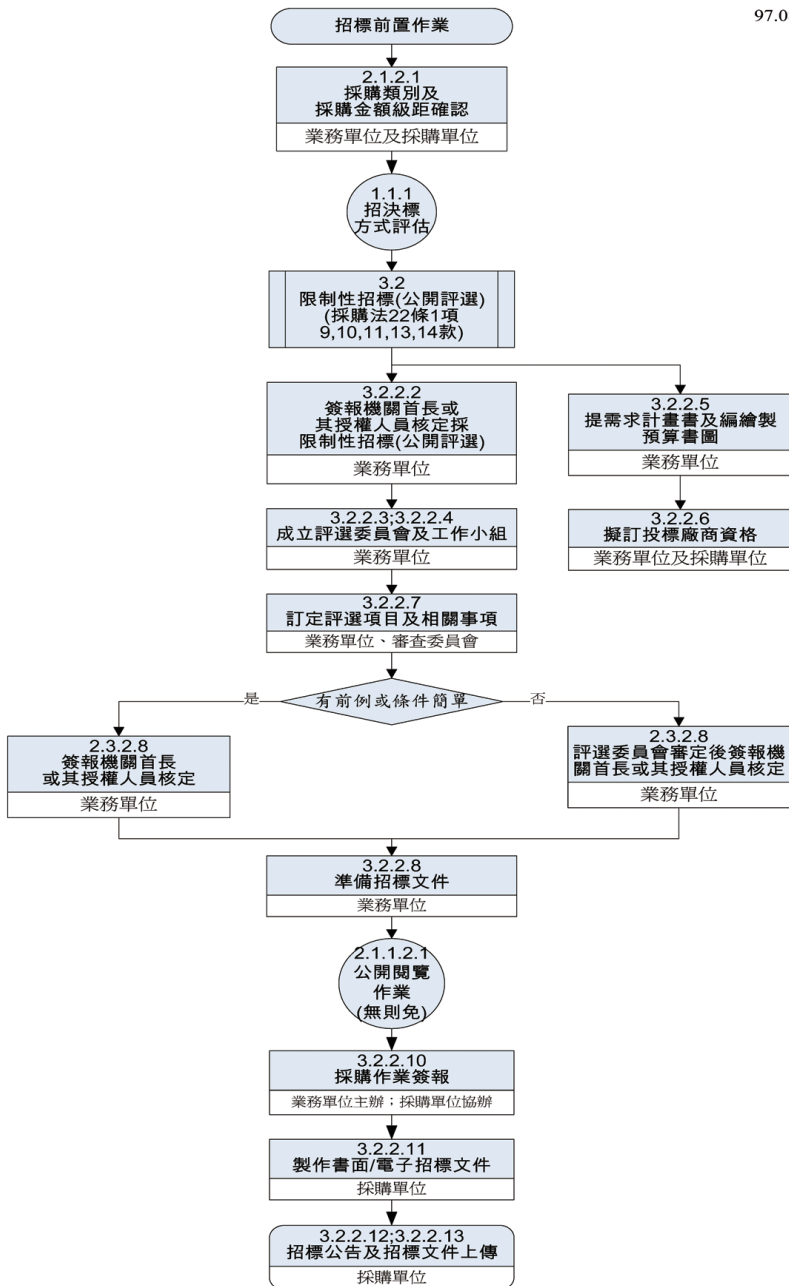 97.0
招標前置作業
2.1.2.1
採購類別及
採購金額級距確認
業務單位及採購單位
1.1.1
招決標
方式評估
3.2
限制性招標(公開評選)
(採購法22條1項
9,10,11,13,14款)
3.2.2.2
簽報機關首長或
其授權人員核定採
限制性招標(公開評選)
業務單位
3.2.2.5
提需求計畫書及編繪製
預算書圖
業務單位
3.2.2.3;3.2.2.4
成立評選委員會及工作小組
業務單位
3.2.2.6
擬訂投標廠商資格
業務單位及採購單位
3.2.2.7
訂定評選項目及相關事項
業務單位、審查委員會
是
有前例或條件簡單
否
2.3.2.8
簽報機關首長
或其授權人員核定
業務單位
2.3.2.8
評選委員會審定後簽報機
關首長或其授權人員核定
業務單位
3.2.2.8
準備招標文件
業務單位
2.1.1.2.1
公開閱覽
作業
(無則免)
3.2.2.10
採購作業簽報
業務單位主辦；採購單位協辦
3.2.2.11
製作書面/電子招標文件
採購單位
3.2.2.12;3.2.2.13
招標公告及招標文件上傳
採購單位